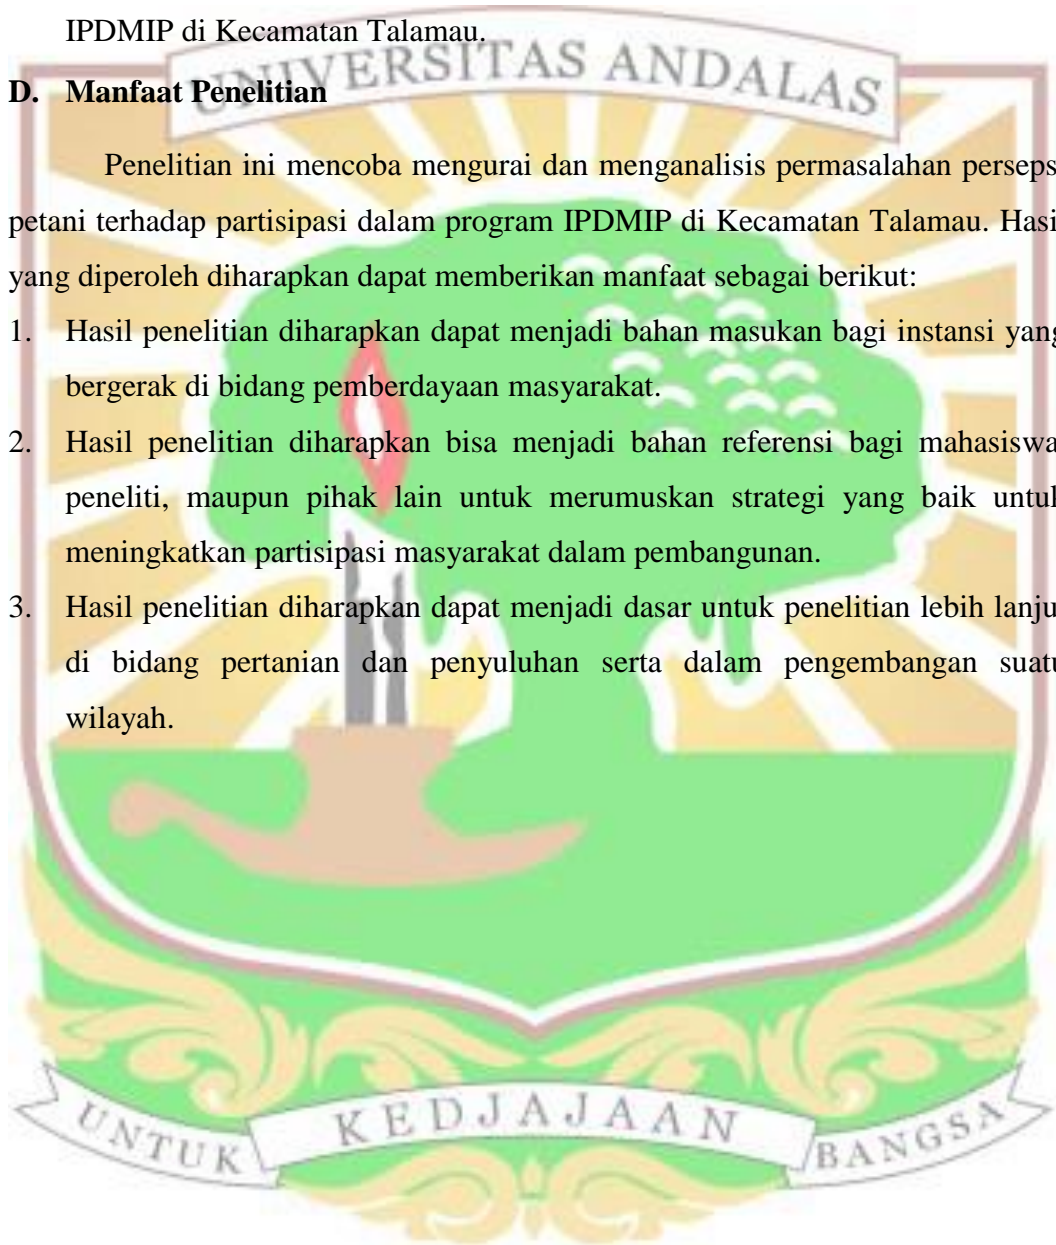 IPDMIP di Kecamatan Talamau.
UNIVERSITAS ANDALAS
D. Manfaat Penelitian
Penelitian ini mencoba mengurai dan menganalisis permasalahan perseps
petani terhadap partisipasi dalam program IPDMIP di Kecamatan Talamau. Hasi
yang diperoleh diharapkan dapat memberikan manfaat sebagai berikut:
1. Hasil penelitian diharapkan dapat menjadi bahan masukan bagi instansi yang
bergerak di bidang pemberdayaan masyarakat.
2. Hasil penelitian diharapkan bisa menjadi bahan referensi bagi mahasiswa
peneliti, maupun pihak lain untuk merumuskan strategi yang baik untuk
meningkatkan partisipasi masyarakat dalam pembangunan.
3. Hasil penelitian diharapkan dapat menjadi dasar untuk penelitian lebih lanju
di bidang pertanian dan penyuluhan serta dalam pengembangan suatu
wilayah.
UNTUK KEDJAJAAN BANGSA